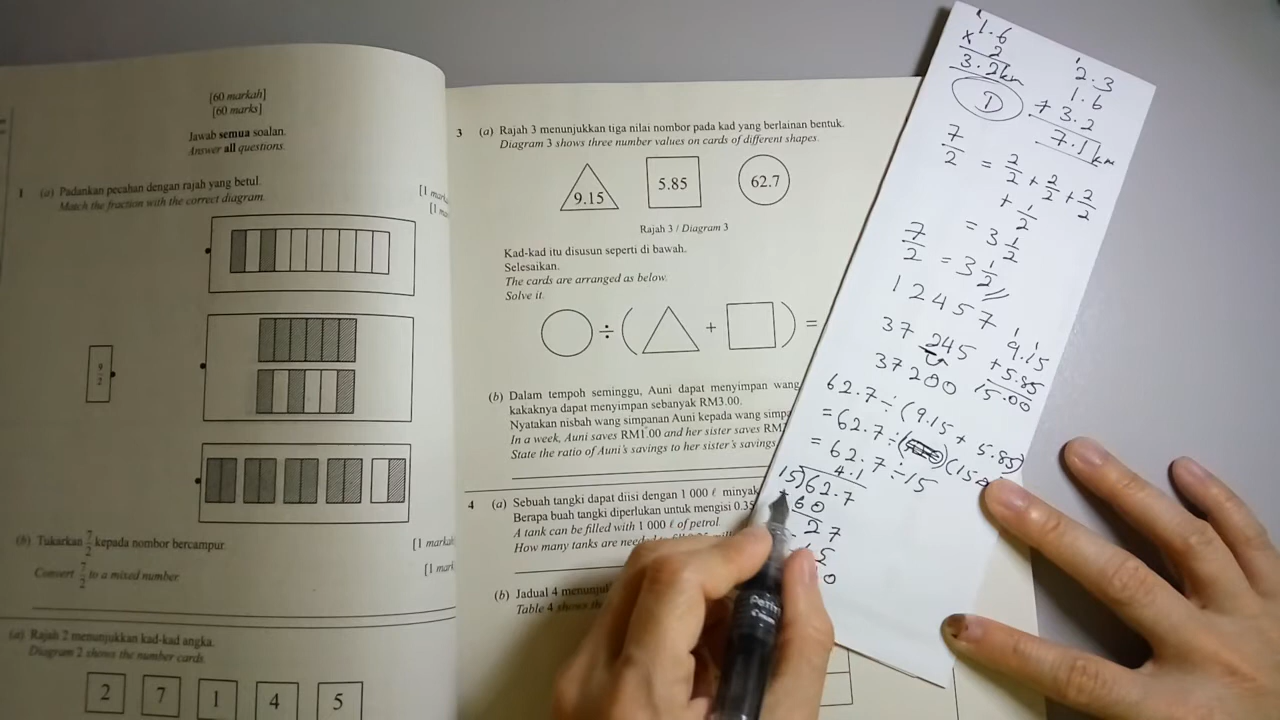 [60 markah]
[60 marks]
Jawab semua soalan.
Answer all questions
1 (a) Padankan pecahan dengan rajah yang betul.
Match the fraction with the correct diagram.
[1
[1
9/2
(b) Tukarkan 7/2 kepada nombor bercampur.
Convert 7/2 to a mixed number
[1 markah
[1
(a) Rajah 2 menunjukkan kad-kad angka.
Diagram 2 shows the number cards.
2 7 1 4 5
3 (a) Rajah 3 menunjukkan tiga nilai nombor pada kad yang berlainan bentuk.
Diagram 3 shows three number values on cards of different shapes.
9.15 5.85 62.7
Rajah 3 / Diagram 3
Kad-kad itu disusun seperti di bawah.
Selesaikan.
The cards are arranged as below.
Solve it.
÷ ( + ) =
(b) Dalam tempoh seminggu, Auni dapat menyimpan wang
kakaknya dapat menyimpan sebanyak RM3.00.
Nyatakan nisbah wang simpanan Auni kepada wang
In a week, Auni saves RM1.00 and her sister saves
State the ratio of Auni's savings to her sister's savings
4 (a) Sebuah tangki dapat diisi dengan 1 000 ℓ
Berapa buah tangki diperlukan untuk mengisi
A tank can be filled with 1 000 ℓ of petrol.
How many tanks are
(b) Jadual 4
Table 4 shows
1.6
× 2
3.2km
D
2.3
1.6
+ 3.2
7.1km
7/2 = 2/2 + 2/2 + 2/2
+ 1/2
= 3 1/2
7/2 = 3 1/2
12457
37 245
37200
9.15
+5.85
15.00
62.7 ÷ (9.15 + 5.85)
= 62.7 ÷
= 62.7 ÷ 15
4.1
15)62.7
60
27